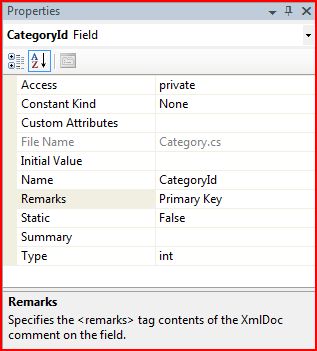 Properties
CategoryId Field
Access private
Constant Kind None
Custom Attributes
File Name Category.cs
Initial Value
Name CategoryId
Remarks Primary Key
Static False
Summary
Type int
Remarks
Specifies the <remarks> tag contents of the XmlDoc
comment on the field.